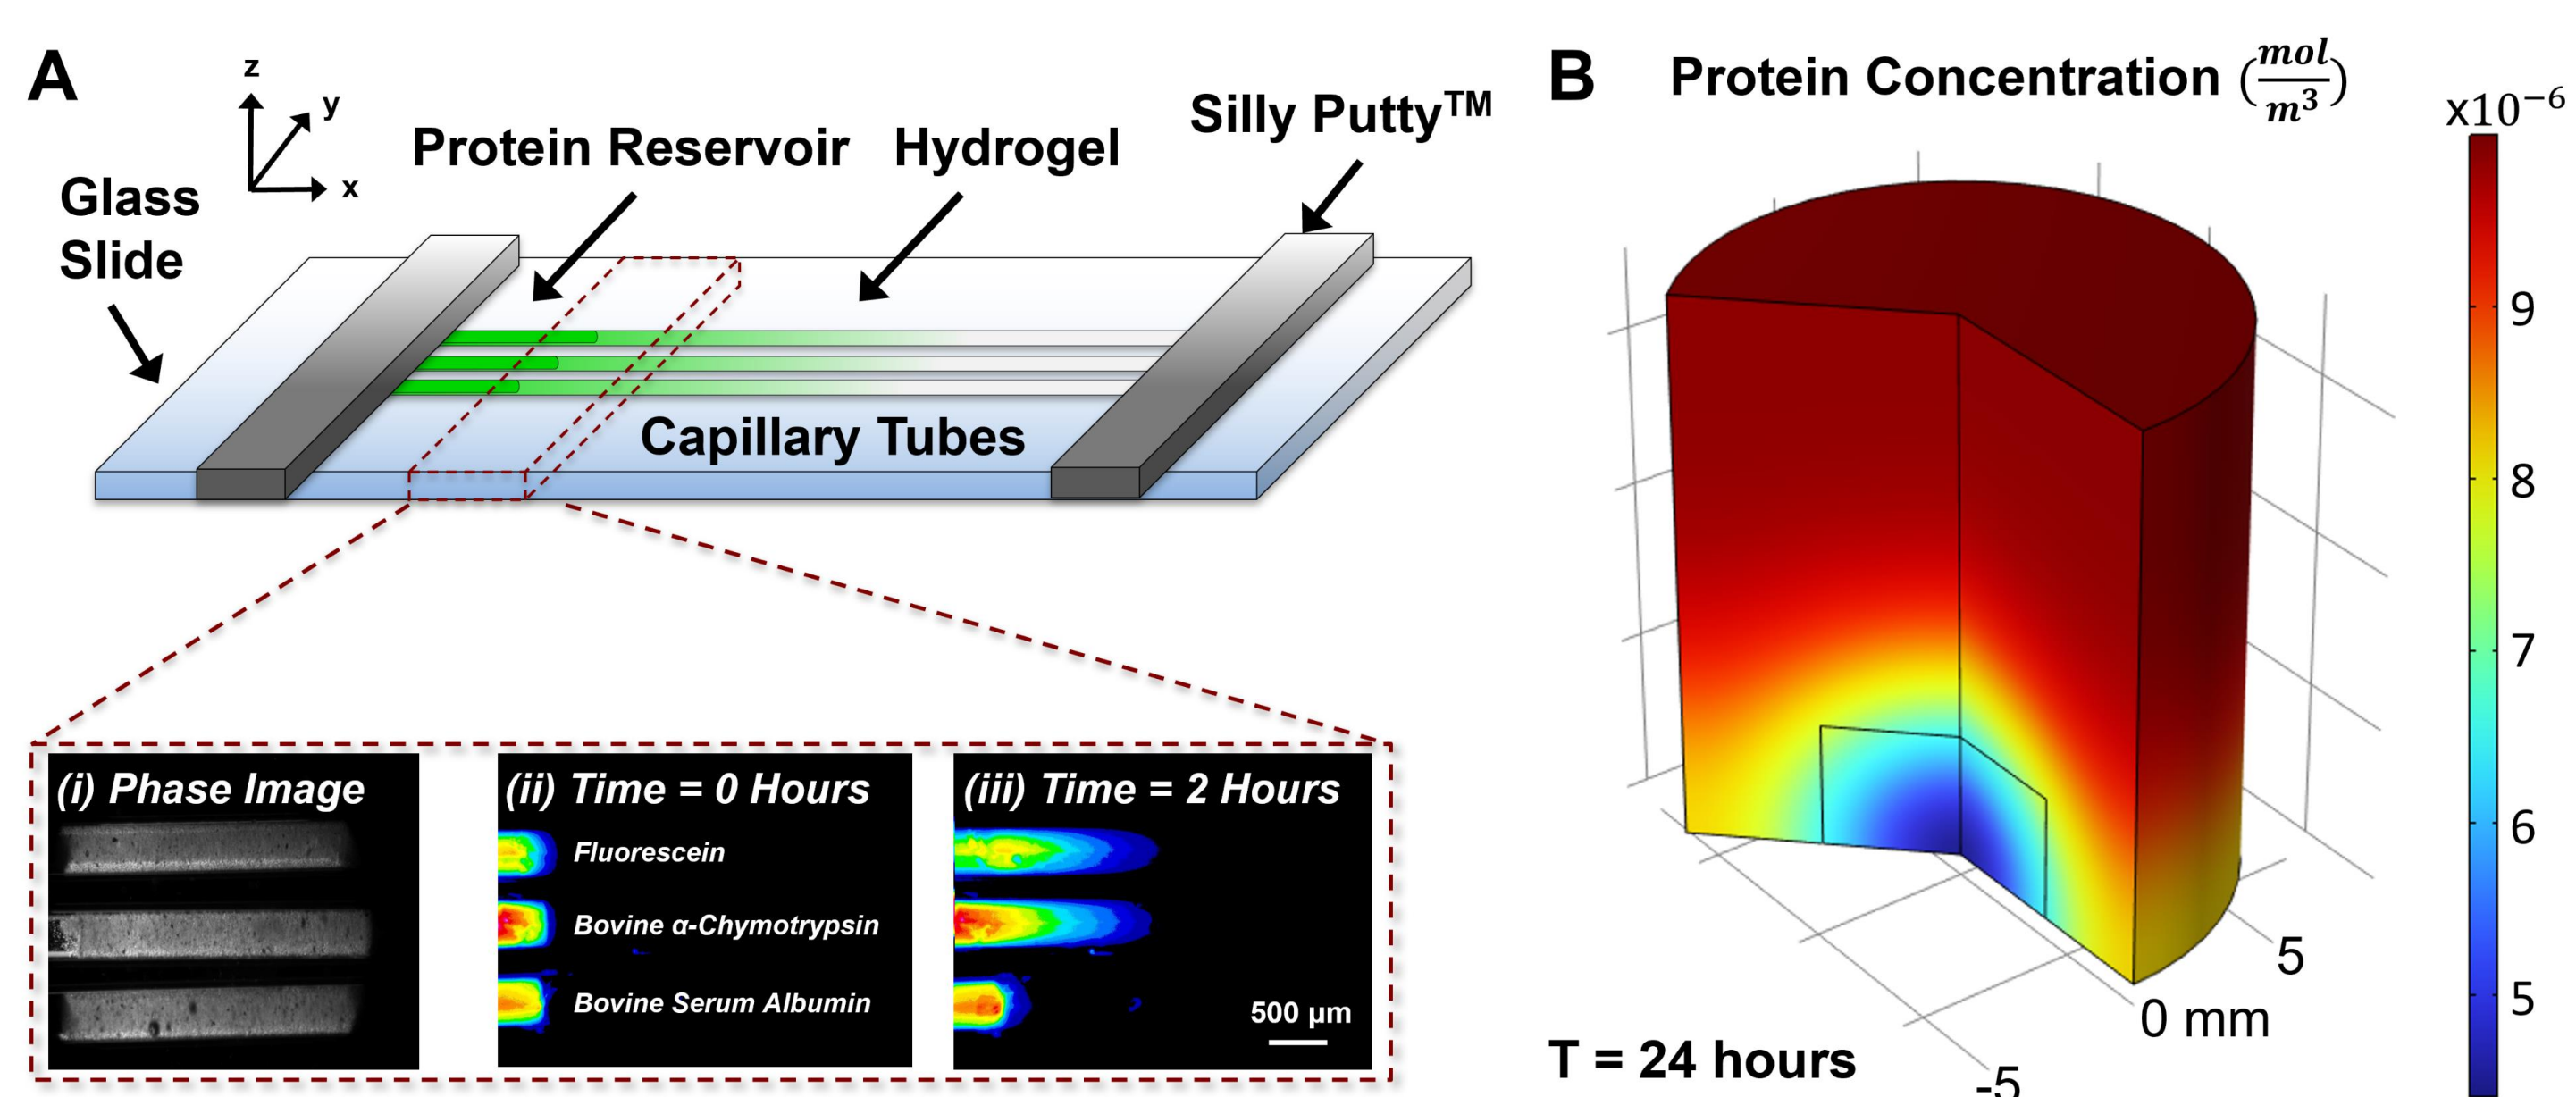 A
z
y
x
Glass
Slide
Protein Reservoir
Hydrogel
Silly Putty™
Capillary Tubes
(i) Phase Image
(ii) Time = 0 Hours
Fluorescein
Bovine α-Chymotrypsin
Bovine Serum Albumin
(iii) Time = 2 Hours
500 µm
B
Protein Concentration (mol/m³)
x10⁻⁶
9
8
7
6
5
5
0 mm
-5
T = 24 hours